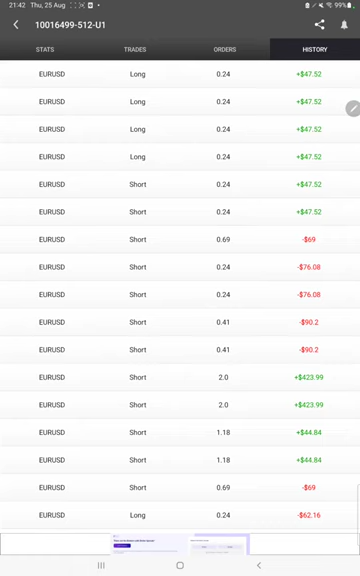 21:42 Thu, 25 Aug 99%
10016499-512-U1
STATS TRADES ORDERS HISTORY
EURUSD Long 0.24 +$47.52
EURUSD Long 0.24 +$47.52
EURUSD Long 0.24 +$47.52
EURUSD Long 0.24 +$47.52
EURUSD Short 0.24 +$47.52
EURUSD Short 0.24 +$47.52
EURUSD Short 0.69 -$69
EURUSD Short 0.24 -$76.08
EURUSD Short 0.24 -$76.08
EURUSD Short 0.41 -$90.2
EURUSD Short 0.41 -$90.2
EURUSD Short 2.0 +$423.99
EURUSD Short 2.0 +$423.99
EURUSD Short 1.18 +$44.84
EURUSD Short 1.18 +$44.84
EURUSD Short 0.69 -$69
EURUSD Long 0.24 -$62.16